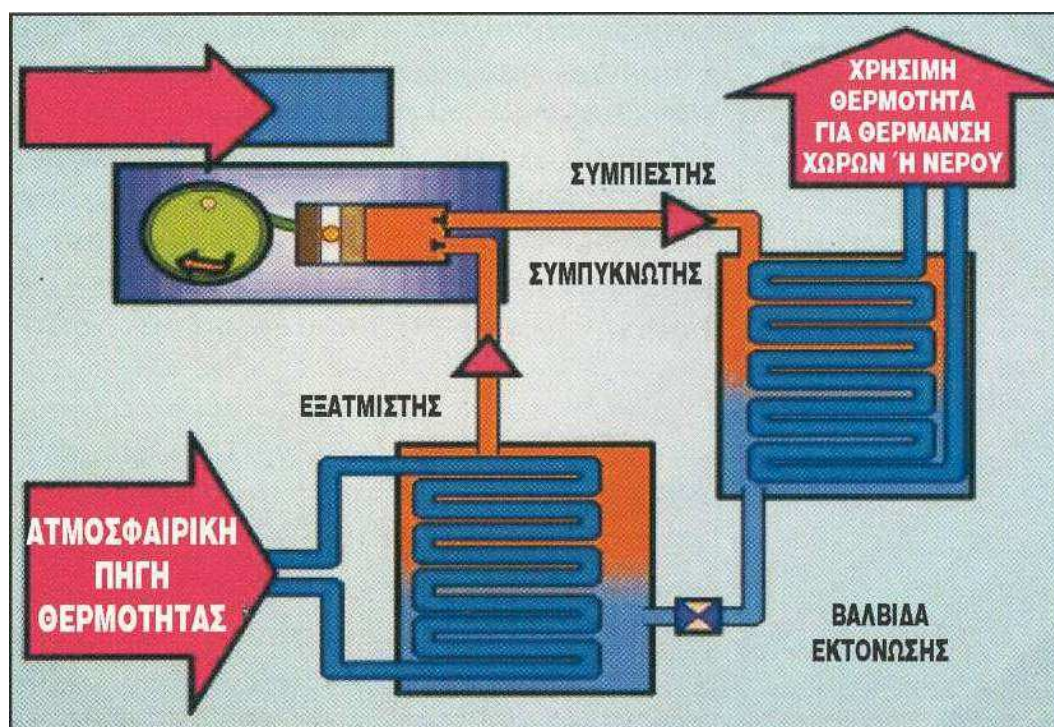 ΧΡΗΣΙΜΗ
ΘΕΡΜΟΤΗΤΑ
ΓΙΑ ΘΕΡΜΑΝΣΗ
ΧΩΡΩΝ Ή ΝΕΡΟΥ
ΣΥΜΠΙΕΣΤΗΣ
ΣΥΜΠΥΚΝΩΤΗΣ
ΕΞΑΤΜΙΣΤΗΣ
ΑΤΜΟΣΦΑΙΡΙΚΗ
ΠΗΓΗ
ΘΕΡΜΟΤΗΤΑΣ
ΒΑΛΒΙΔΑ
ΕΚΤΟΝΩΣΗΣ